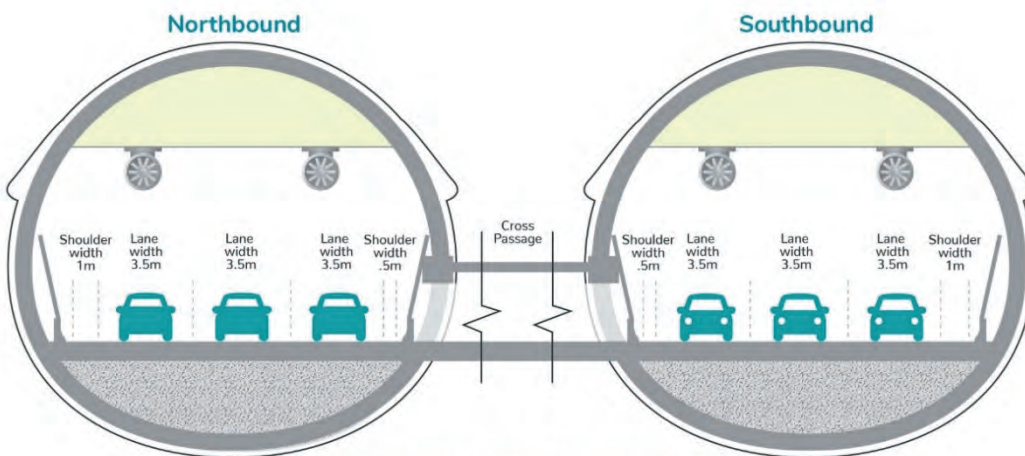 Northbound
Southbound
Shoulder
width
1m
Lane
width
3.5m
Lane
width
3.5m
Lane
width
3.5m
Shoulder
width
.5m
Cross
Passage
Shoulder
width
.5m
Lane
width
3.5m
Lane
width
3.5m
Lane
width
3.5m
Shoulder
width
1m